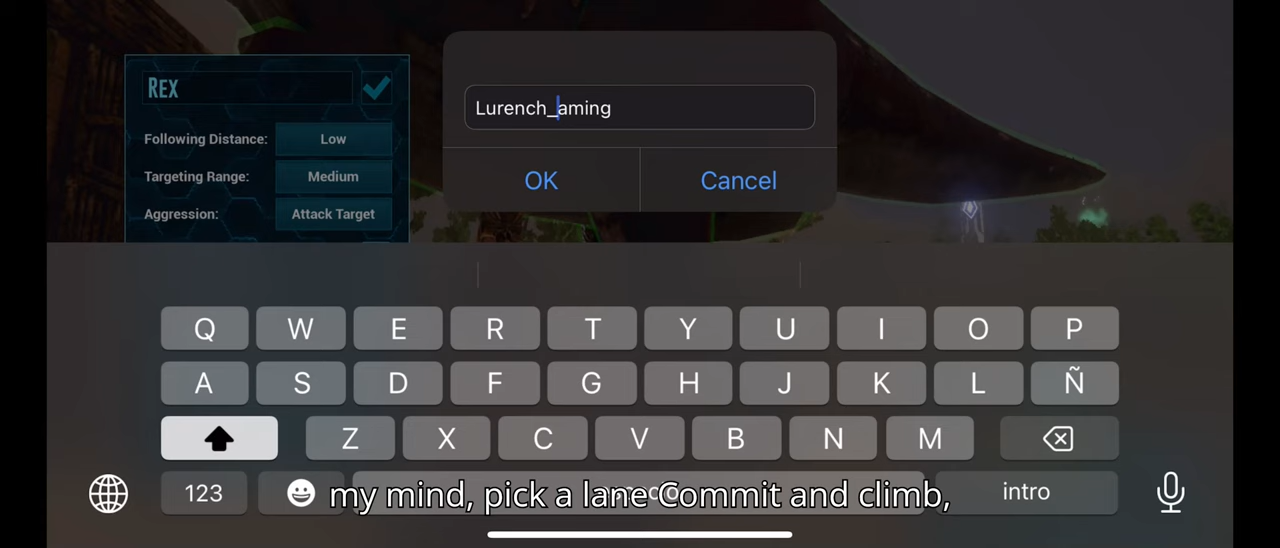 REX
Following Distance: Low
Targeting Range: Medium
Aggression: Attack Target
Lurench_aming
OK Cancel
Q W E R T Y U I O P
A S D F G H J K L Ñ
Z X C V B N M
123 intro
my mind, pick a lane Commit and climb,